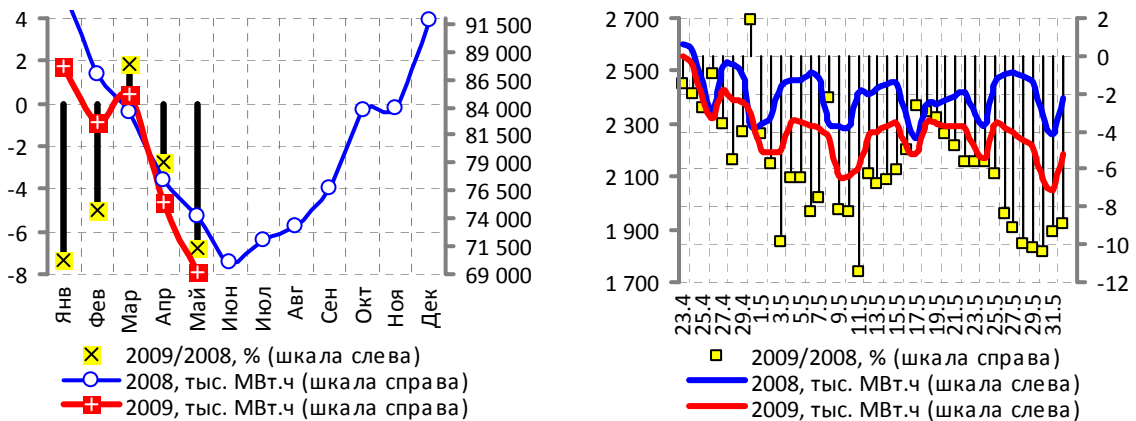 4
2
0
-2
-4
-6
-8
91 500
89 000
86 500
84 000
81 500
79 000
76 500
74 000
71 500
69 000
Янв
Фев
Мар
Апр
Май
Июн
Июл
Авг
Сен
Окт
Ноя
Дек
2009/2008, % (шкала слева)
2008, тыс. МВт.ч (шкала справа)
2009, тыс. МВт.ч (шкала справа)
2 700
2 500
2 300
2 100
1 900
1 700
2
0
-2
-4
-6
-8
-10
-12
23.4
25.4
27.4
29.4
1.5
3.5
5.5
7.5
9.5
11.5
13.5
15.5
17.5
19.5
21.5
23.5
25.5
27.5
29.5
31.5
2009/2008, % (шкала справа)
2008, тыс. МВт.ч (шкала слева)
2009, тыс. МВт.ч (шкала слева)